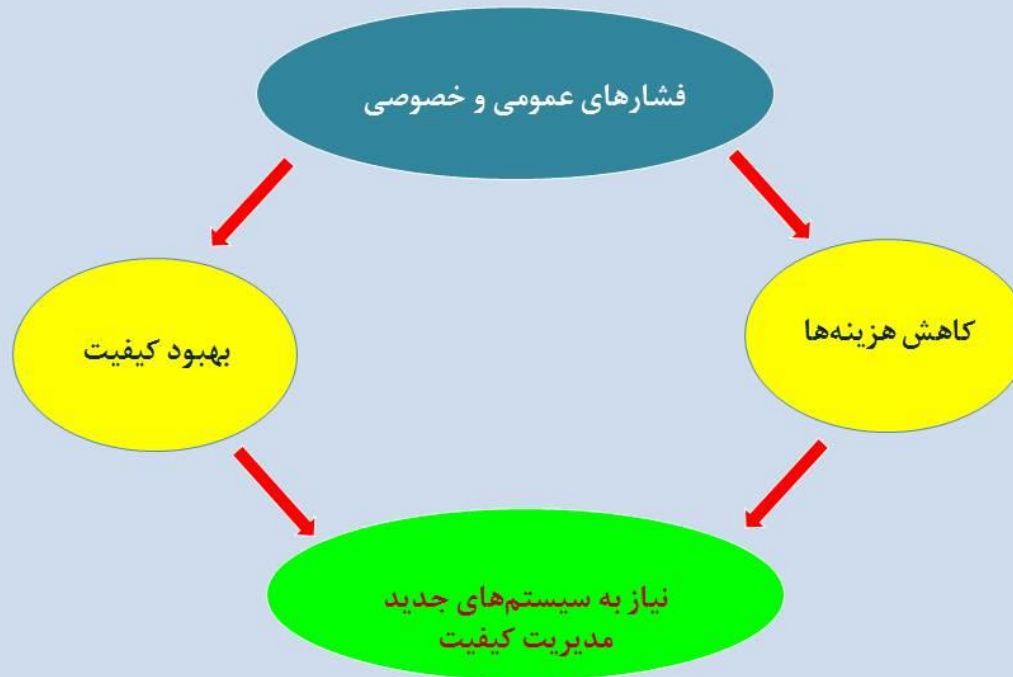 فشارهای عمومی و خصوصی
کاهش هزینه‌ها
بهبود کیفیت
نیاز به سیستم‌های جدید
مدیریت کیفیت